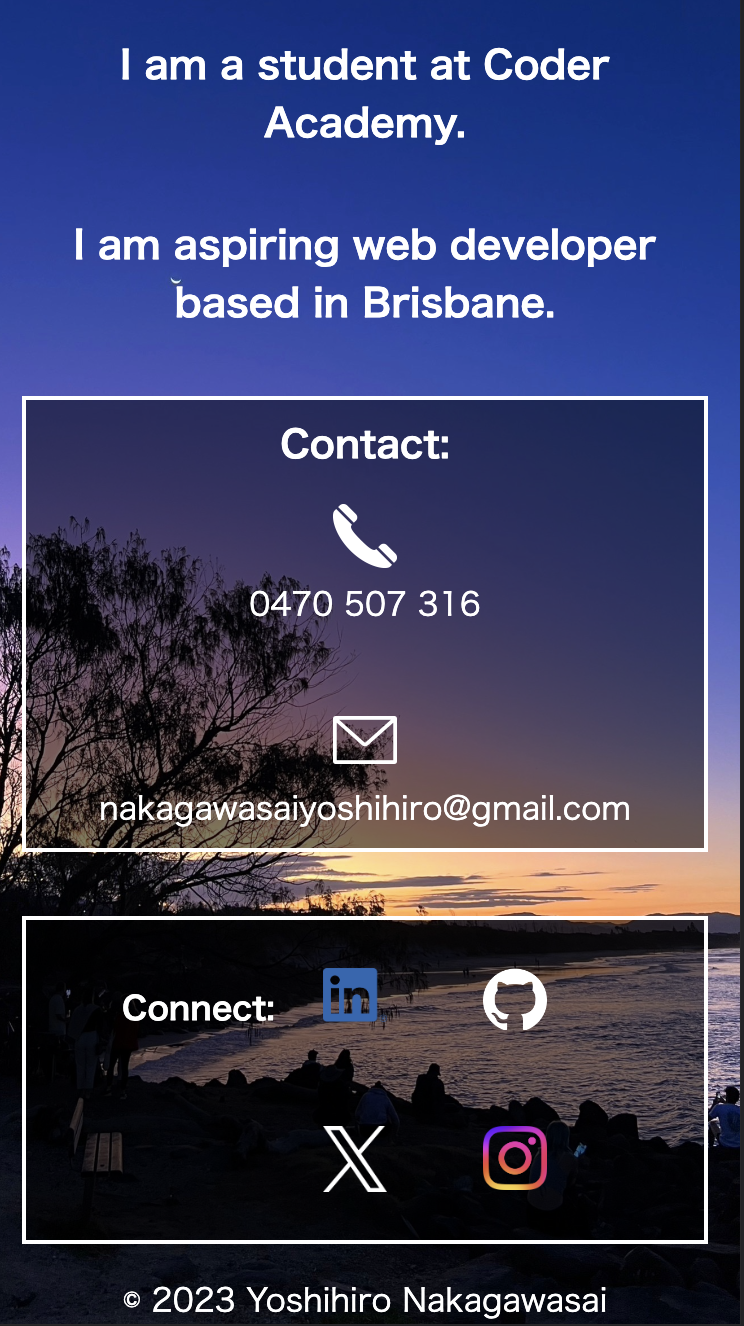 I am a student at Coder
Academy.
I am aspiring web developer
based in Brisbane.
Contact:
0470 507 316
nakagawasaiyoshihiro@gmail.com
Connect:
in
© 2023 Yoshihiro Nakagawasai